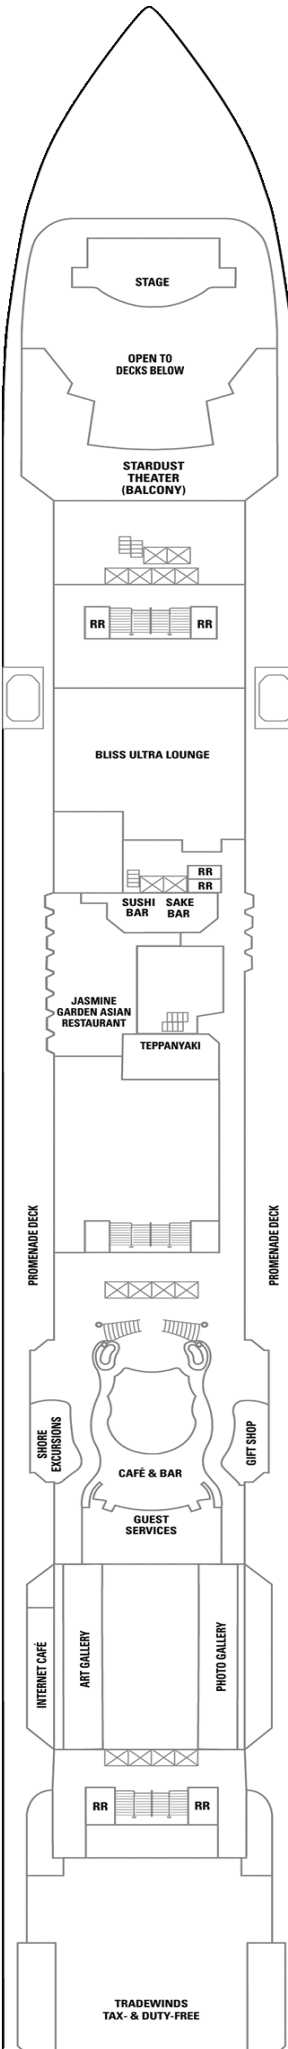 STAGE
OPEN TO
DECKS BELOW
STARDUST
THEATER
(BALCONY)
RR
RR
BLISS ULTRA LOUNGE
RR
RR
SUSHI
BAR
SAKE
BAR
JASMINE
GARDEN ASIAN
RESTAURANT
TEPPANYAKI
PROMENADE DECK
PROMENADE DECK
SHORE
EXCURSIONS
GIFT SHOP
CAFÉ & BAR
GUEST
SERVICES
INTERNET CAFÉ
ART GALLERY
PHOTO GALLERY
RR
RR
TRADEWINDS
TAX- & DUTY-FREE